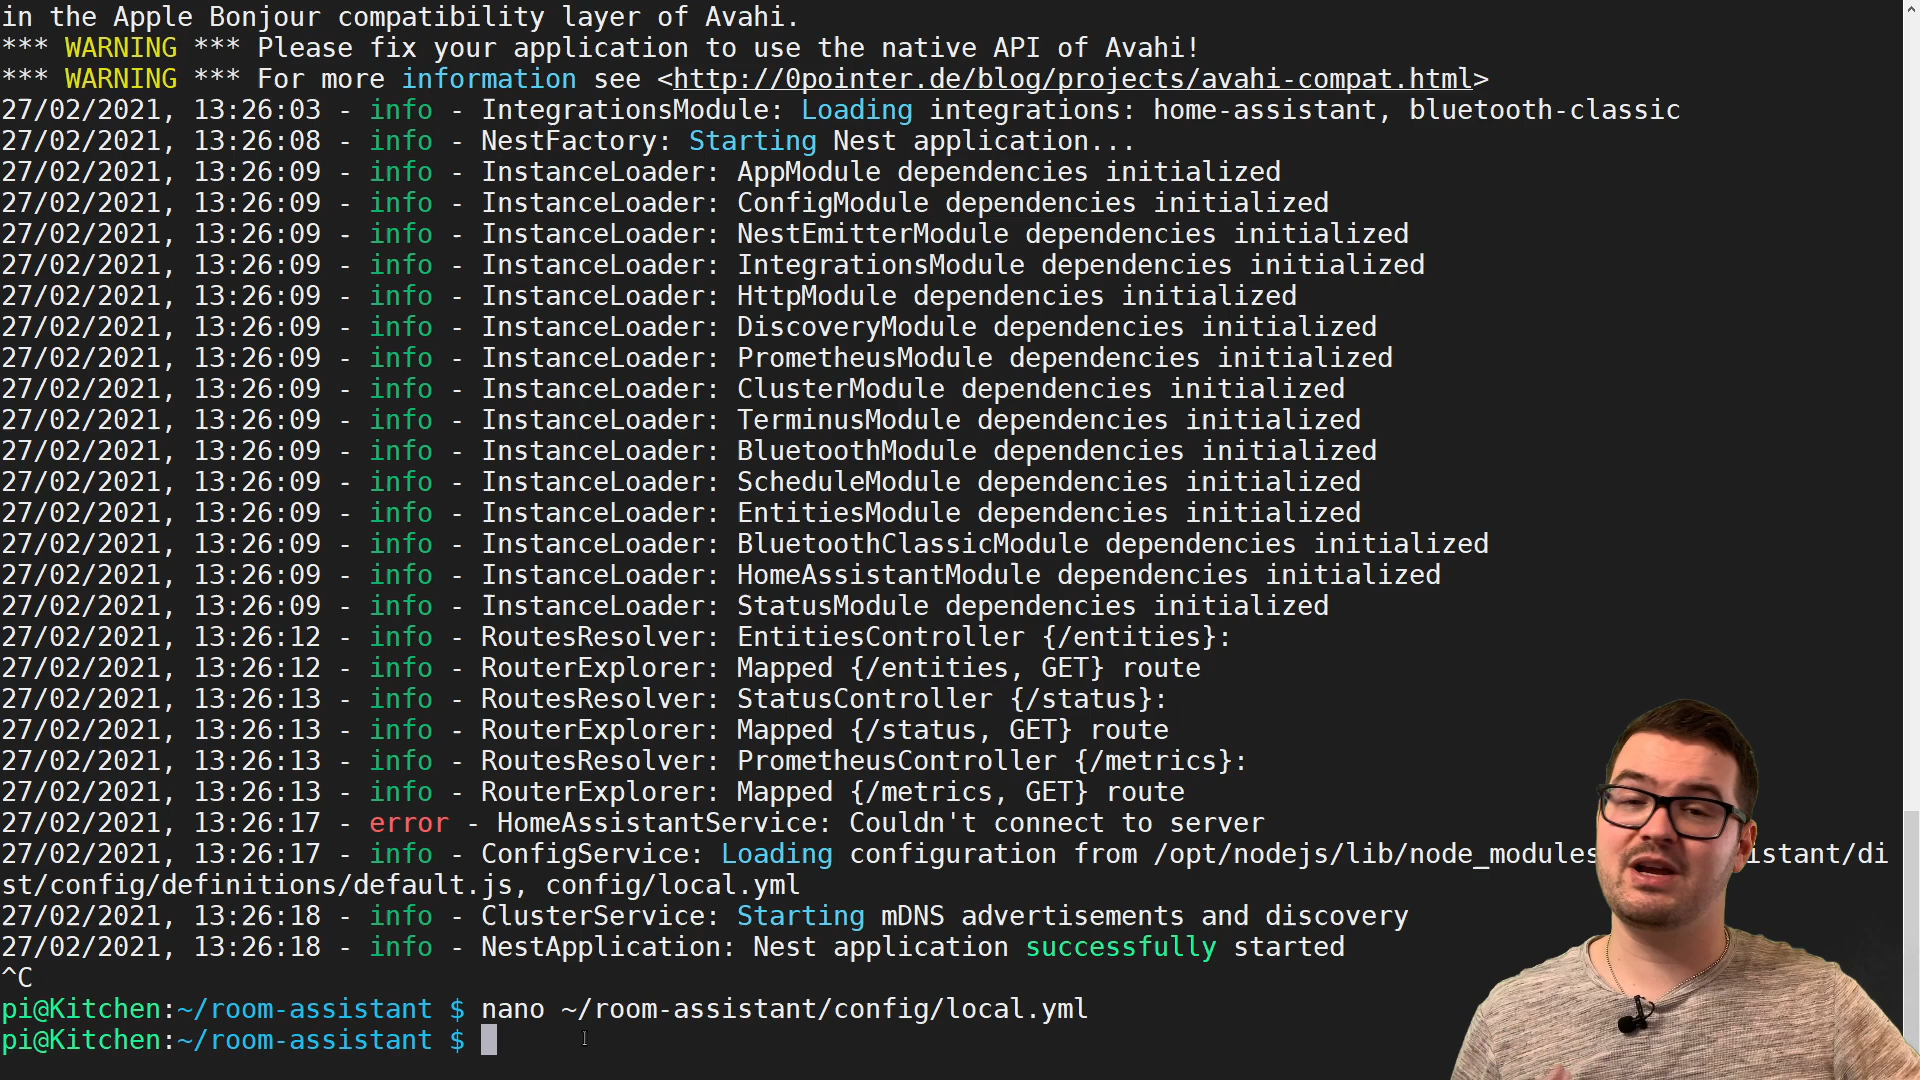 in the Apple Bonjour compatibility layer of Avahi.
*** WARNING *** Please fix your application to use the native API of Avahi!
*** WARNING *** For more information see <http://0pointer.de/blog/projects/avahi-compat.html>
27/02/2021, 13:26:03 - info - IntegrationsModule: Loading integrations: home-assistant, bluetooth-classic
27/02/2021, 13:26:08 - info - NestFactory: Starting Nest application...
27/02/2021, 13:26:09 - info - InstanceLoader: AppModule dependencies initialized
27/02/2021, 13:26:09 - info - InstanceLoader: ConfigModule dependencies initialized
27/02/2021, 13:26:09 - info - InstanceLoader: NestEmitterModule dependencies initialized
27/02/2021, 13:26:09 - info - InstanceLoader: IntegrationsModule dependencies initialized
27/02/2021, 13:26:09 - info - InstanceLoader: HttpModule dependencies initialized
27/02/2021, 13:26:09 - info - InstanceLoader: DiscoveryModule dependencies initialized
27/02/2021, 13:26:09 - info - InstanceLoader: PrometheusModule dependencies initialized
27/02/2021, 13:26:09 - info - InstanceLoader: ClusterModule dependencies initialized
27/02/2021, 13:26:09 - info - InstanceLoader: TerminusModule dependencies initialized
27/02/2021, 13:26:09 - info - InstanceLoader: BluetoothModule dependencies initialized
27/02/2021, 13:26:09 - info - InstanceLoader: ScheduleModule dependencies initialized
27/02/2021, 13:26:09 - info - InstanceLoader: EntitiesModule dependencies initialized
27/02/2021, 13:26:09 - info - InstanceLoader: BluetoothClassicModule dependencies initialized
27/02/2021, 13:26:09 - info - InstanceLoader: HomeAssistantModule dependencies initialized
27/02/2021, 13:26:09 - info - InstanceLoader: StatusModule dependencies initialized
27/02/2021, 13:26:12 - info - RoutesResolver: EntitiesController {/entities}:
27/02/2021, 13:26:12 - info - RouterExplorer: Mapped {/entities, GET} route
27/02/2021, 13:26:13 - info - RoutesResolver: StatusController {/status}:
27/02/2021, 13:26:13 - info - RouterExplorer: Mapped {/status, GET} route
27/02/2021, 13:26:13 - info - RoutesResolver: PrometheusController {/metrics}:
27/02/2021, 13:26:13 - info - RouterExplorer: Mapped {/metrics, GET} route
27/02/2021, 13:26:17 - error - HomeAssistantService: Couldn't connect to server
27/02/2021, 13:26:17 - info - ConfigService: Loading configuration from /opt/nodejs/lib/node_modules istant/di
st/config/definitions/default.js, config/local.yml
27/02/2021, 13:26:18 - info - ClusterService: Starting mDNS advertisements and discovery
27/02/2021, 13:26:18 - info - NestApplication: Nest application successfully started
^C
pi@Kitchen:~/room-assistant $ nano ~/room-assistant/config/local.yml
pi@Kitchen:~/room-assistant $